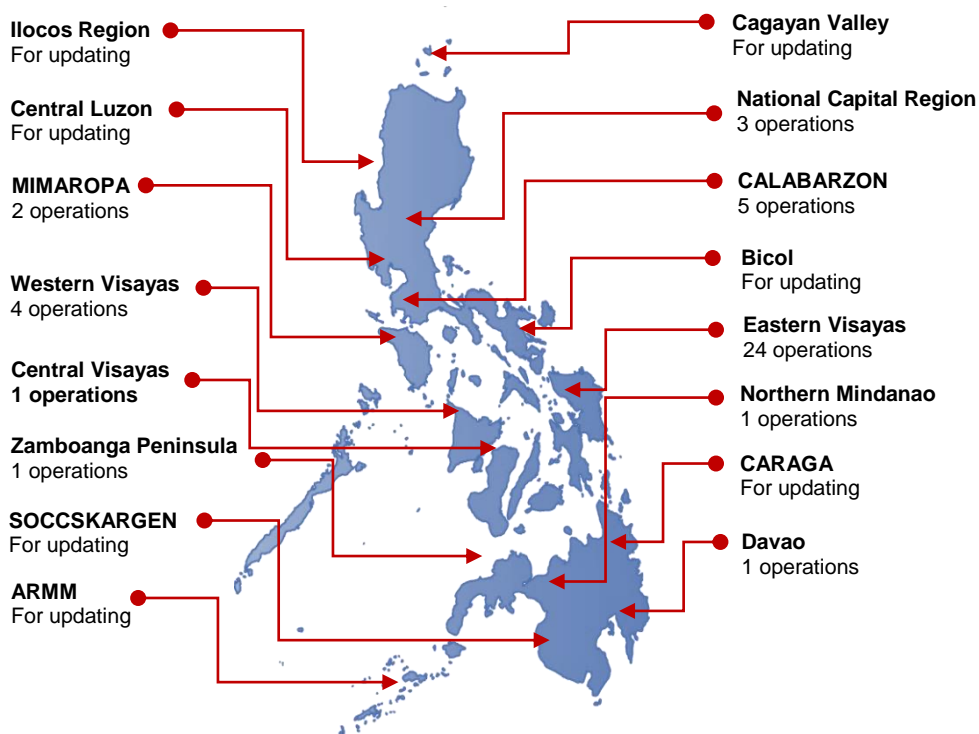 Ilocos Region
For updating
Central Luzon
For updating
MIMAROPA
2 operations
Western Visayas
4 operations
Central Visayas
1 operations
Zamboanga Peninsula
1 operations
SOCCSKARGEN
For updating
ARMM
For updating
Cagayan Valley
For updating
National Capital Region
3 operations
CALABARZON
5 operations
Bicol
For updating
Eastern Visayas
24 operations
Northern Mindanao
1 operations
CARAGA
For updating
Davao
1 operations